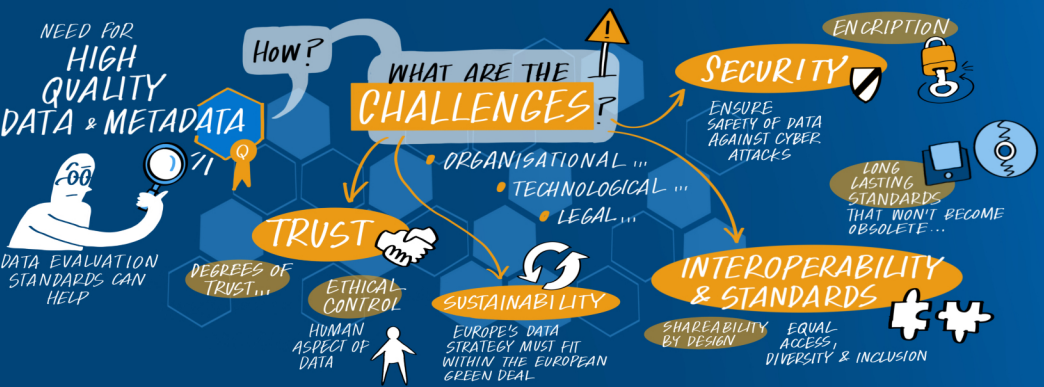 NEED FOR
HIGH
QUALITY
DATA & METADATA
Q
DATA EVALUATION
STANDARDS CAN
HELP
HOW?
WHAT ARE THE
CHALLENGES?
• ORGANISATIONAL ...
• TECHNOLOGICAL ...
• LEGAL ...
TRUST
DEGREES OF
TRUST...
ETHICAL
CONTROL
HUMAN
ASPECT OF
DATA
SUSTAINABILITY
EUROPE'S DATA
STRATEGY MUST FIT
WITHIN THE EUROPEAN
GREEN DEAL
SECURITY
ENCRIPTION
ENSURE
SAFETY OF DATA
AGAINST CYBER
ATTACKS
LONG
LASTING
STANDARDS
THAT WON'T BECOME
OBSOLETE...
INTEROPERABILITY
& STANDARDS
SHAREABILITY
BY DESIGN
EQUAL
ACCESS,
DIVERSITY & INCLUSION